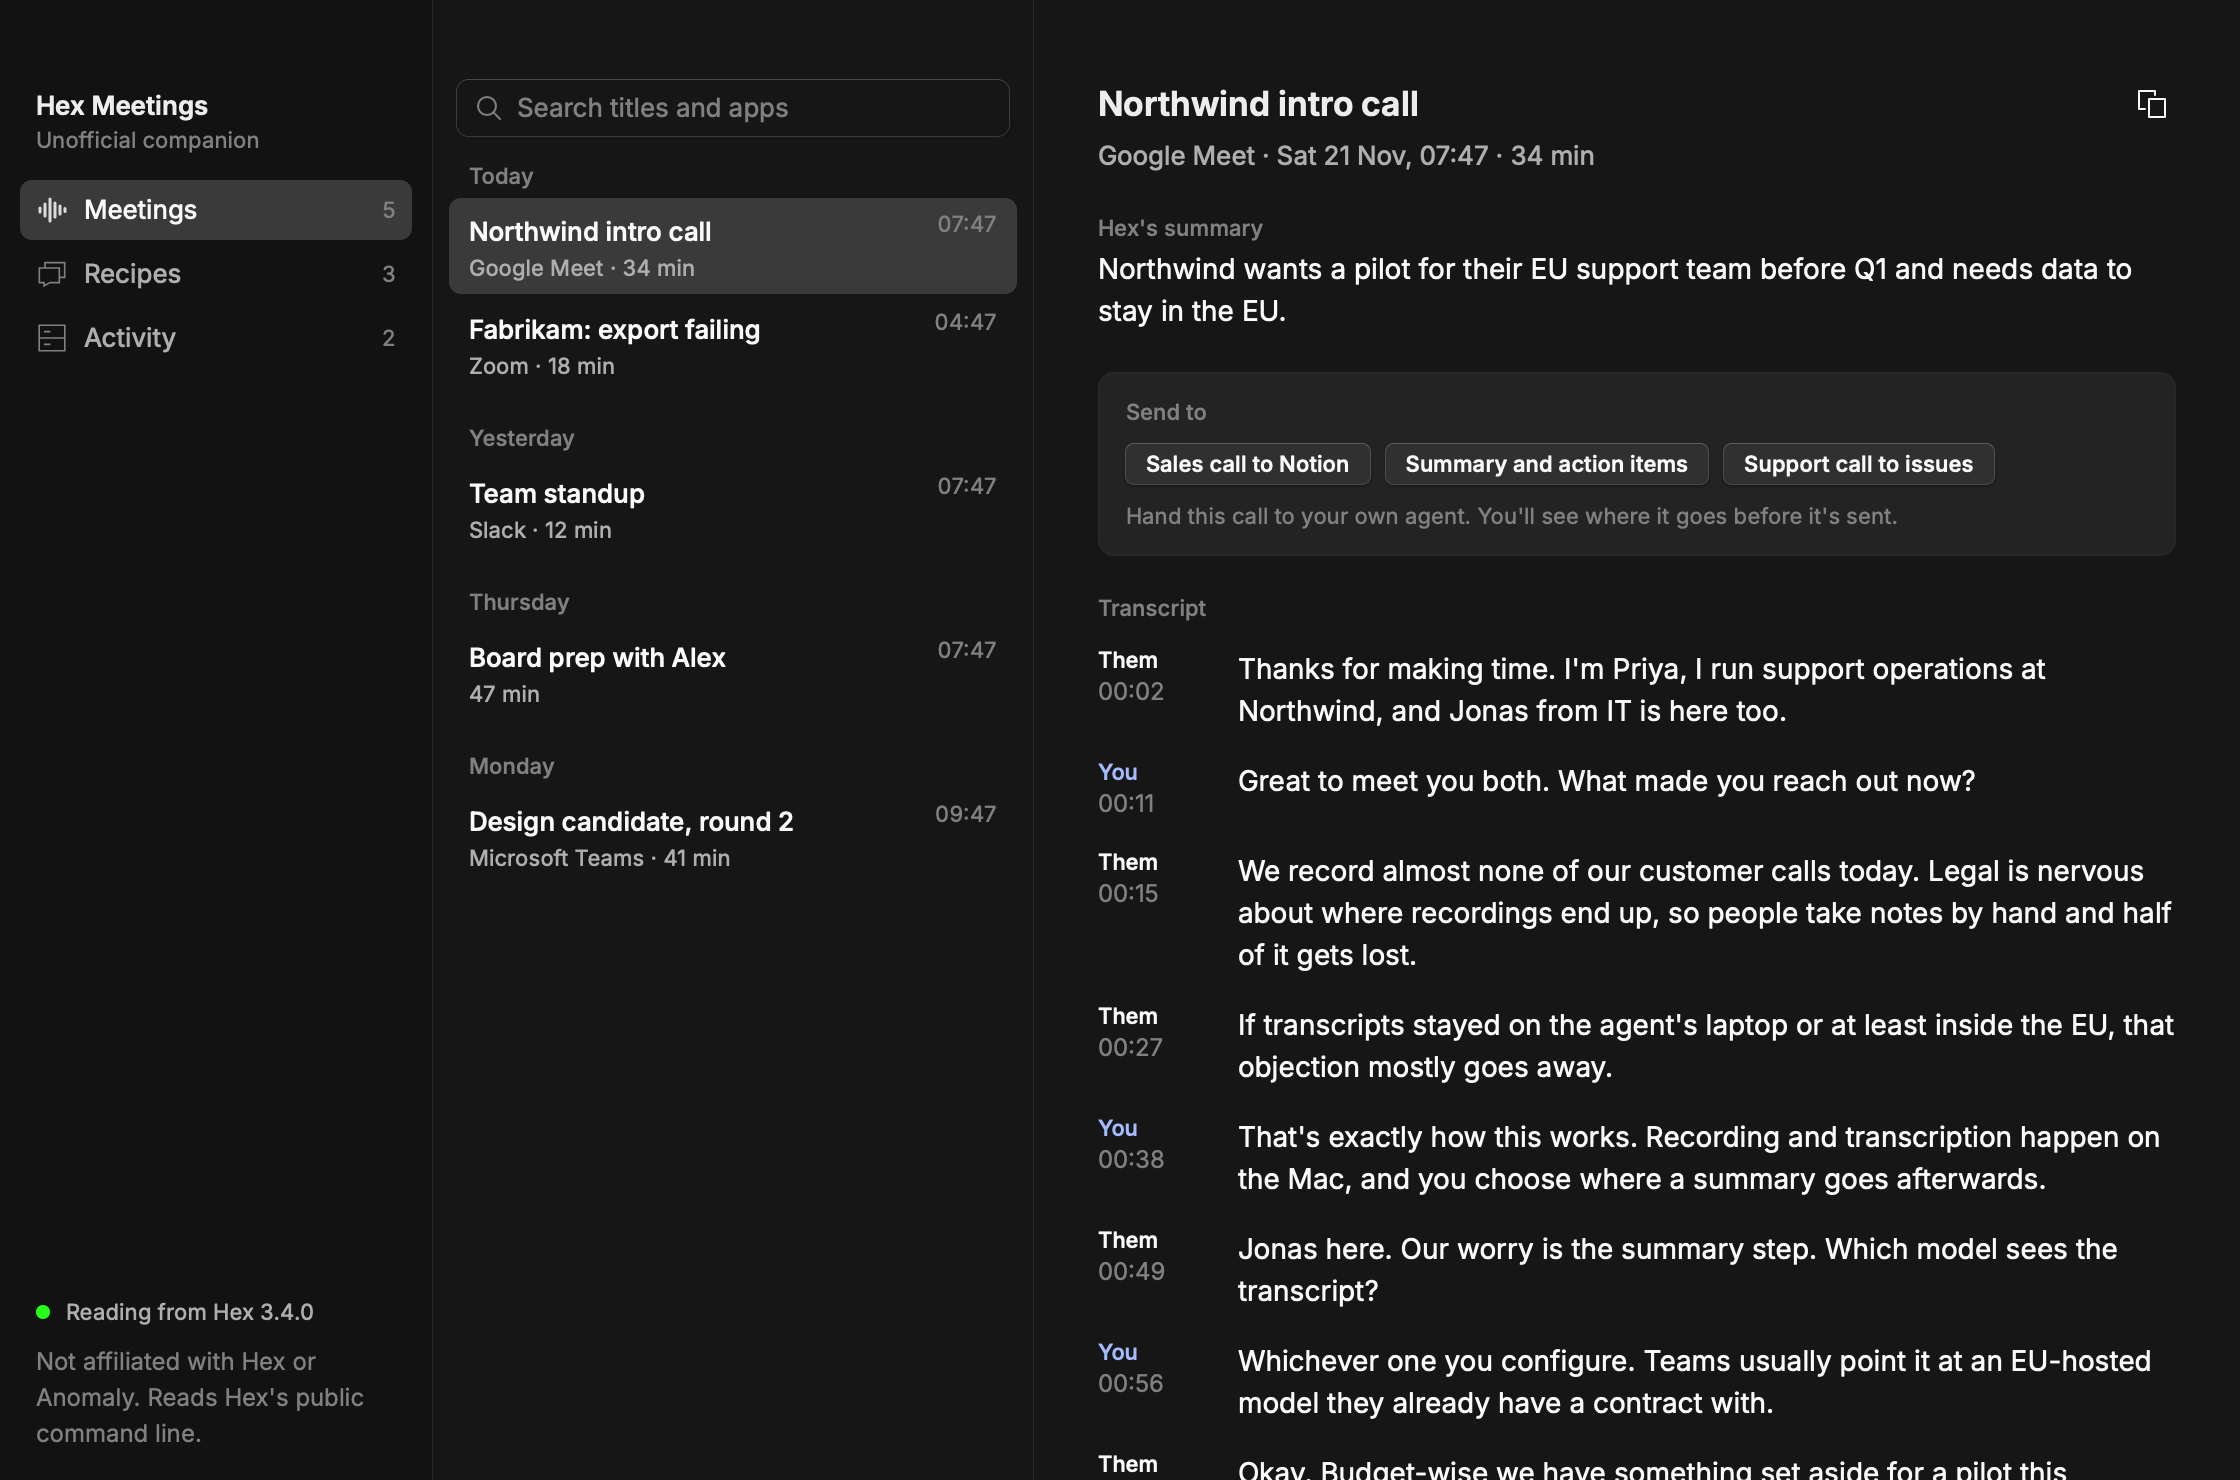 Hex Meetings
Unofficial companion
Meetings 5
Recipes 3
Activity 2
Reading from Hex 3.4.0
Not affiliated with Hex or
Anomaly. Reads Hex's public
command line.
Search titles and apps
Today
Northwind intro call 07:47
Google Meet · 34 min
Fabrikam: export failing 04:47
Zoom · 18 min
Yesterday
Team standup 07:47
Slack · 12 min
Thursday
Board prep with Alex 07:47
47 min
Monday
Design candidate, round 2 09:47
Microsoft Teams · 41 min
Northwind intro call
Google Meet · Sat 21 Nov, 07:47 · 34 min
Hex's summary
Northwind wants a pilot for their EU support team before Q1 and needs data to
stay in the EU.
Send to
Sales call to Notion Summary and action items Support call to issues
Hand this call to your own agent. You'll see where it goes before it's sent.
Transcript
Them
00:02
Thanks for making time. I'm Priya, I run support operations at
Northwind, and Jonas from IT is here too.
You
00:11
Great to meet you both. What made you reach out now?
Them
00:15
We record almost none of our customer calls today. Legal is nervous
about where recordings end up, so people take notes by hand and half
of it gets lost.
Them
00:27
If transcripts stayed on the agent's laptop or at least inside the EU, that
objection mostly goes away.
You
00:38
That's exactly how this works. Recording and transcription happen on
the Mac, and you choose where a summary goes afterwards.
Them
00:49
Jonas here. Our worry is the summary step. Which model sees the
transcript?
You
00:56
Whichever one you configure. Teams usually point it at an EU-hosted
model they already have a contract with.
Them
Okay. Budget-wise we have something set aside for a pilot this